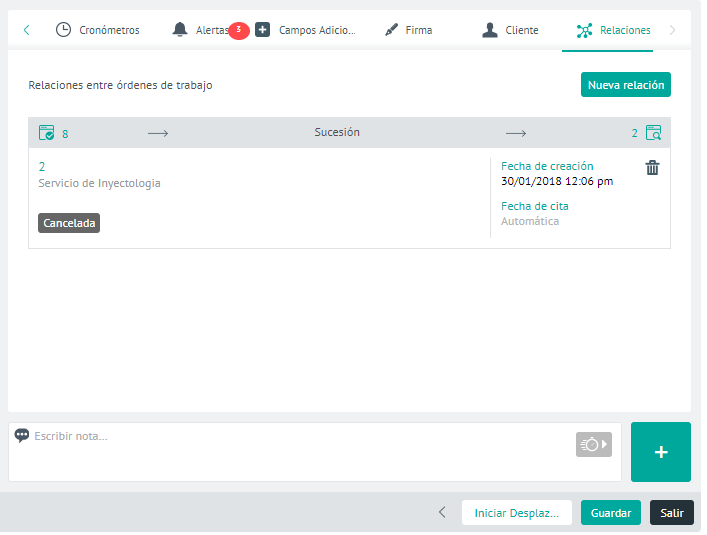 Cronómetros
Alertas 3
Campos Adicio...
Firma
Cliente
Relaciones
Relaciones entre órdenes de trabajo
Nueva relación
8 Sucesión 2
2
Servicio de Inyectologia
Cancelada
Fecha de creación
30/01/2018 12:06 pm
Fecha de cita
Automática
Escribir nota...
+
Iniciar Desplaz...
Guardar
Salir